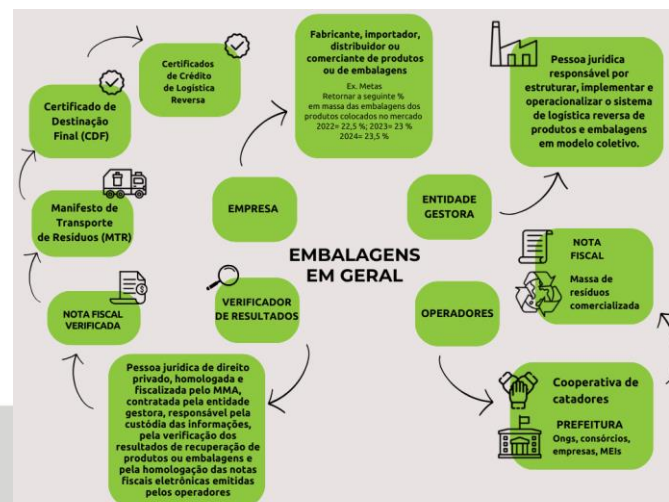 Certificados
de Crédito
de Logística
Reversa
Certificado de
Destinação
Final (CDF)
Manifesto de
Transporte
de Resíduos (MTR)
NOTA FISCAL
VERIFICADA
Fabricante, importador,
distribuidor ou
comerciante de produtos
ou de embalagens
Ex. Metas
Retornar a seguinte %
em massa das embalagens dos
produtos colocados no mercado
2022= 22,5 %; 2023= 23 %
2024= 23,5 %
EMPRESA
EMBALAGENS
EM GERAL
VERIFICADOR
DE RESULTADOS
Pessoa jurídica de direito
privado, homologada e
fiscalizada pelo MMA,
contratada pela entidade
gestora, responsável pela
custódia das informações,
pela verificação dos
resultados de recuperação de
produtos ou embalagens e
pela homologação das notas
fiscais eletrônicas emitidas
pelos operadores
Pessoa jurídica
responsável por
estruturar, implementar e
operacionalizar o sistema
de logística reversa de
produtos e embalagens
em modelo coletivo.
ENTIDADE
GESTORA
OPERADORES
NOTA
FISCAL
Massa de
resíduos
comercializada
Cooperativa de
catadores
PREFEITURA
Ongs, consórcios,
empresas, MEIs